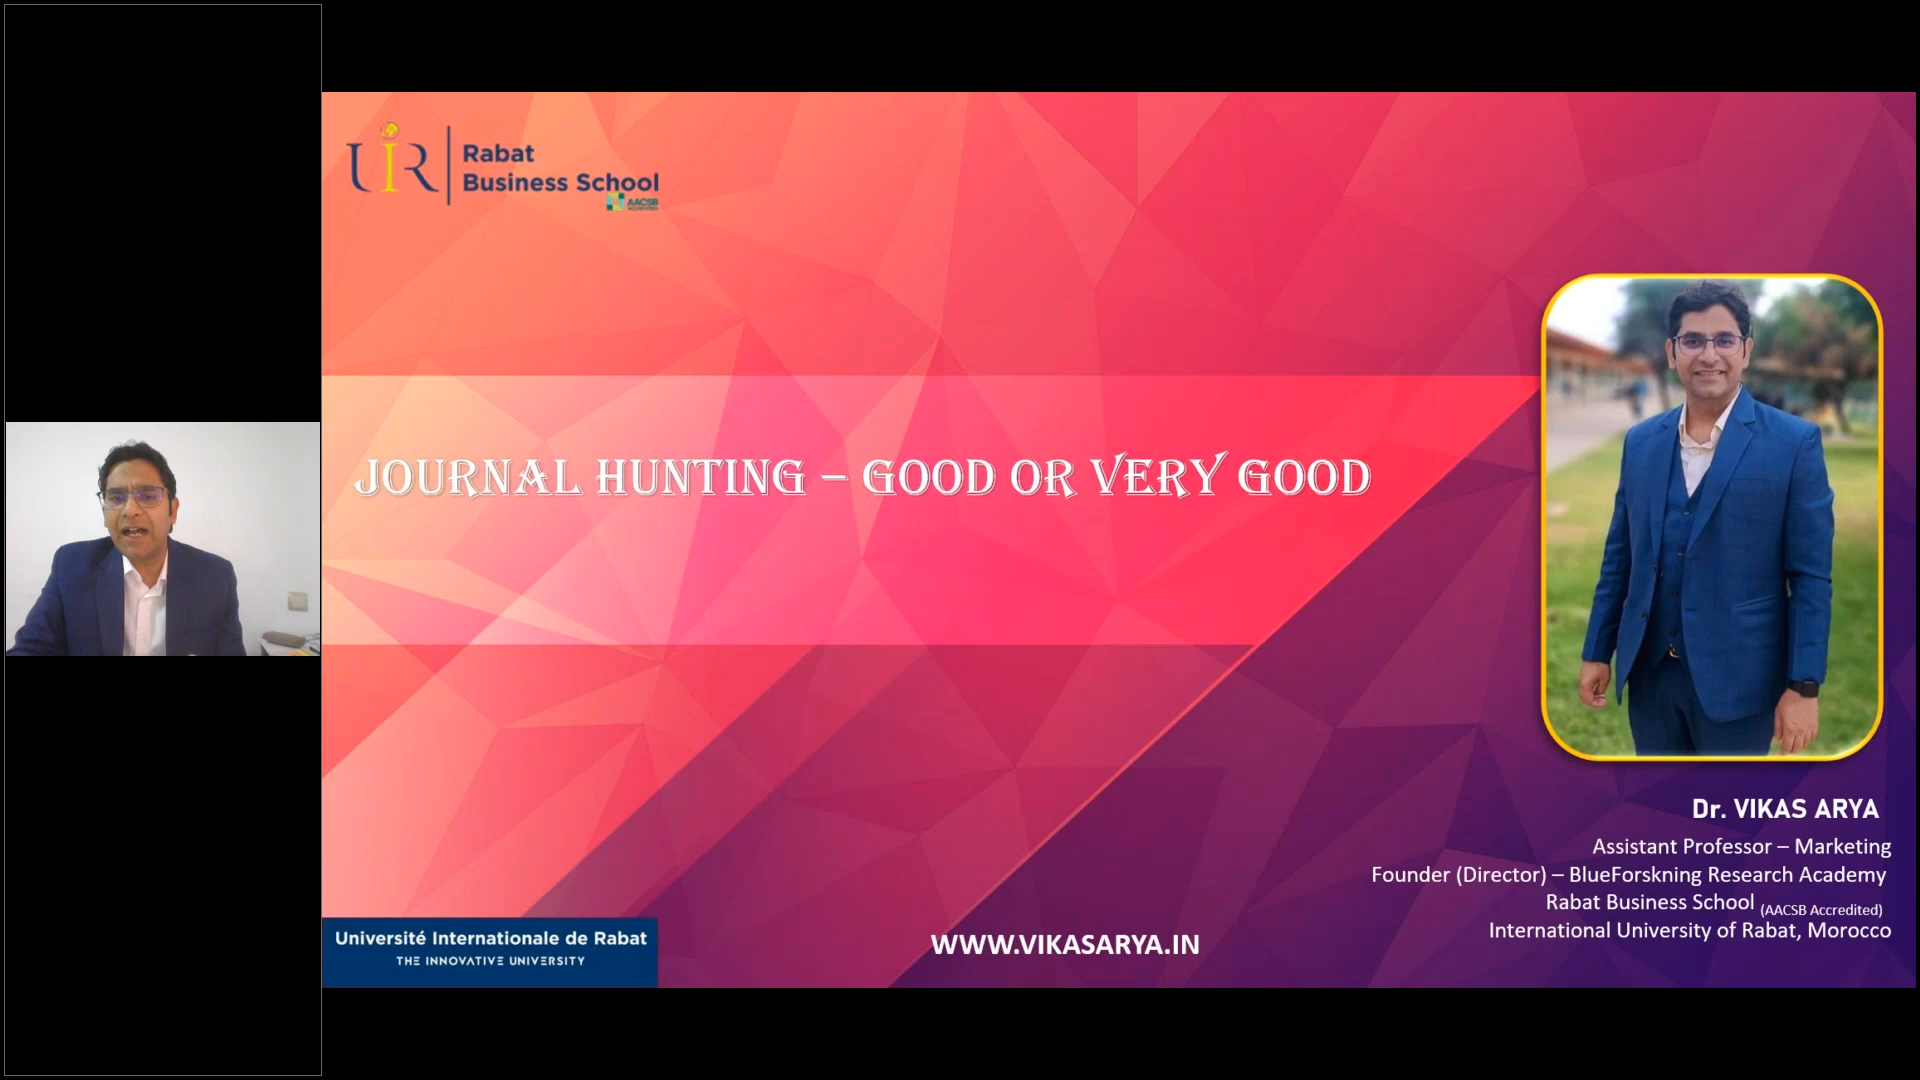 UIR
Rabat
Business School
AACSB
ACCREDITED
JOURNAL HUNTING – GOOD OR VERY GOOD
Dr. VIKAS ARYA
Assistant Professor – Marketing
Founder (Director) – BlueForskning Research Academy
Rabat Business School (AACSB Accredited)
International University of Rabat, Morocco
WWW.VIKASARYA.IN
Université Internationale de Rabat
THE INNOVATIVE UNIVERSITY